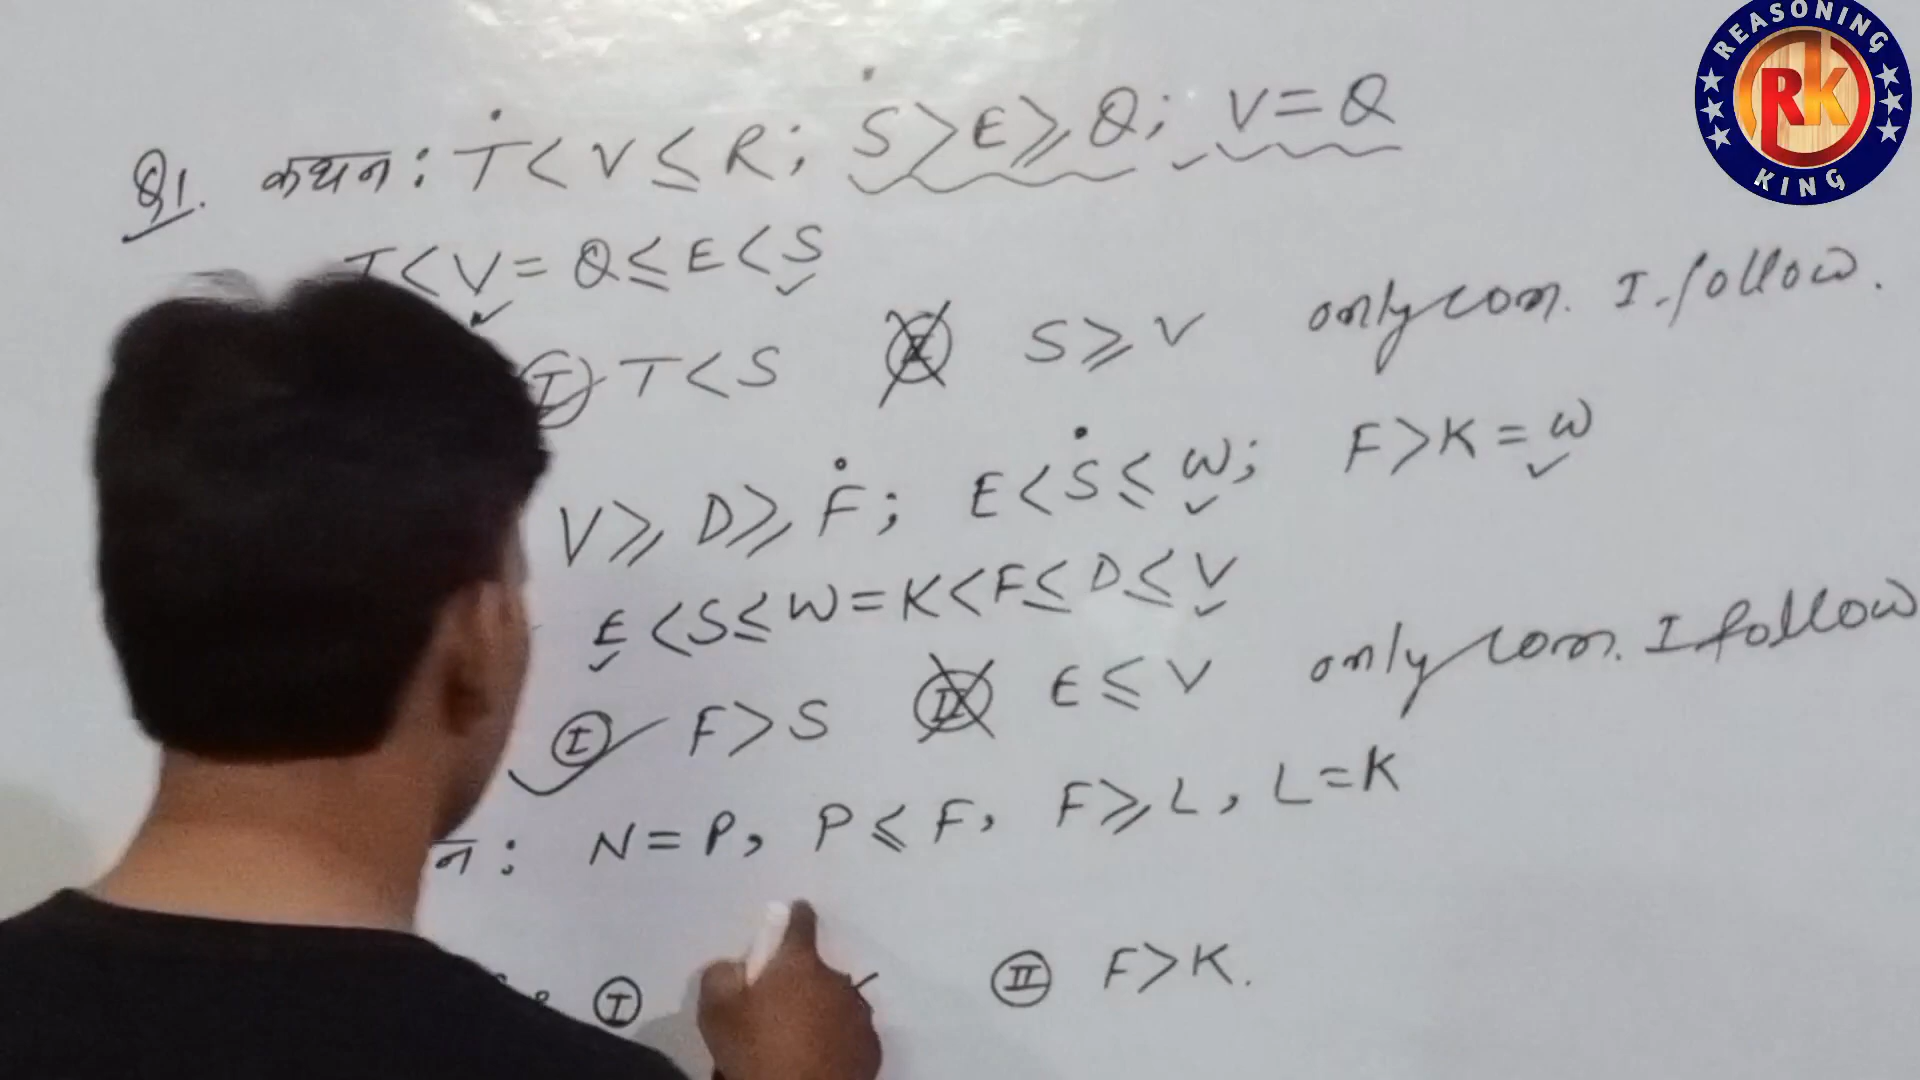 REASONING RK KING
Q1. कथन : T < V ≤ R ; S > E ≥ Q ; V = Q
T < V = Q ≤ E < S
I T < S II S ≥ V only con. I follow.
V ≥ D ≥ F ; E < S ≤ W ; F > K = W
E < S ≤ W = K < F ≤ D ≤ V
I F > S II E ≤ V only con. I follow
न : N = P, P ≤ F, F ≥ L, L = K
I II F > K.